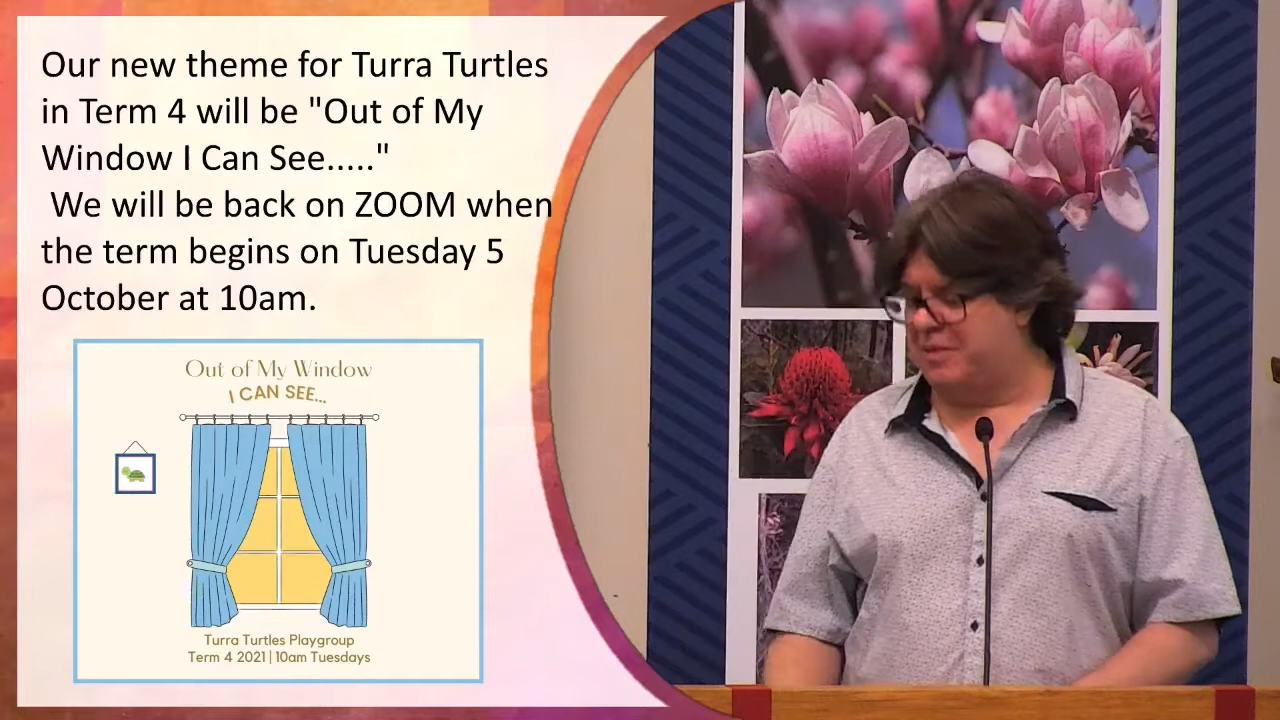 Our new theme for Turra Turtles
in Term 4 will be "Out of My
Window I Can See....."
We will be back on ZOOM when
the term begins on Tuesday 5
October at 10am.
Out of My Window
I CAN SEE...
Turra Turtles Playgroup
Term 4 2021 | 10am Tuesdays